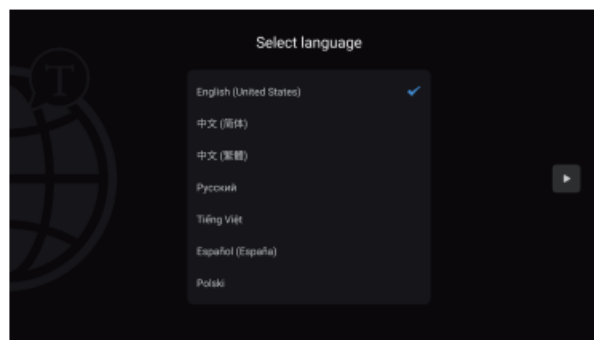 Select language
T
English (United States)
中文 (简体)
中文 (繁體)
Русский
Tiếng Việt
Español (España)
Polski